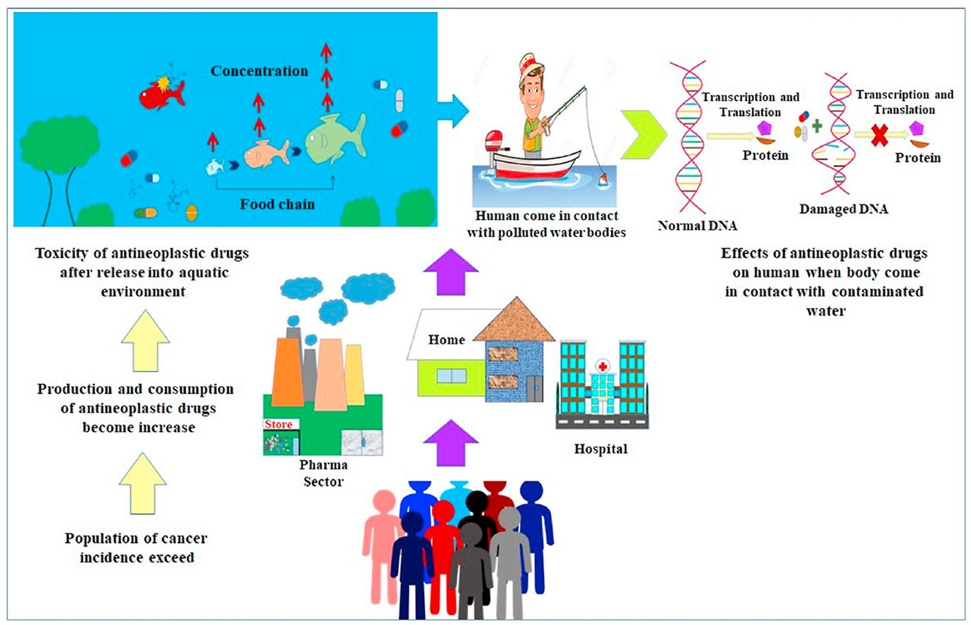 Concentration
Food chain
Human come in contact
with polluted water bodies
Transcription and
Translation
Protein
Normal DNA
Transcription and
Translation
Protein
Damaged DNA
Toxicity of antineoplastic drugs
after release into aquatic
environment
Effects of antineoplastic drugs
on human when body come
in contact with contaminated
water
Home
Production and consumption
of antineoplastic drugs
become increase
Store
Pharma
Sector
Hospital
Population of cancer
incidence exceed